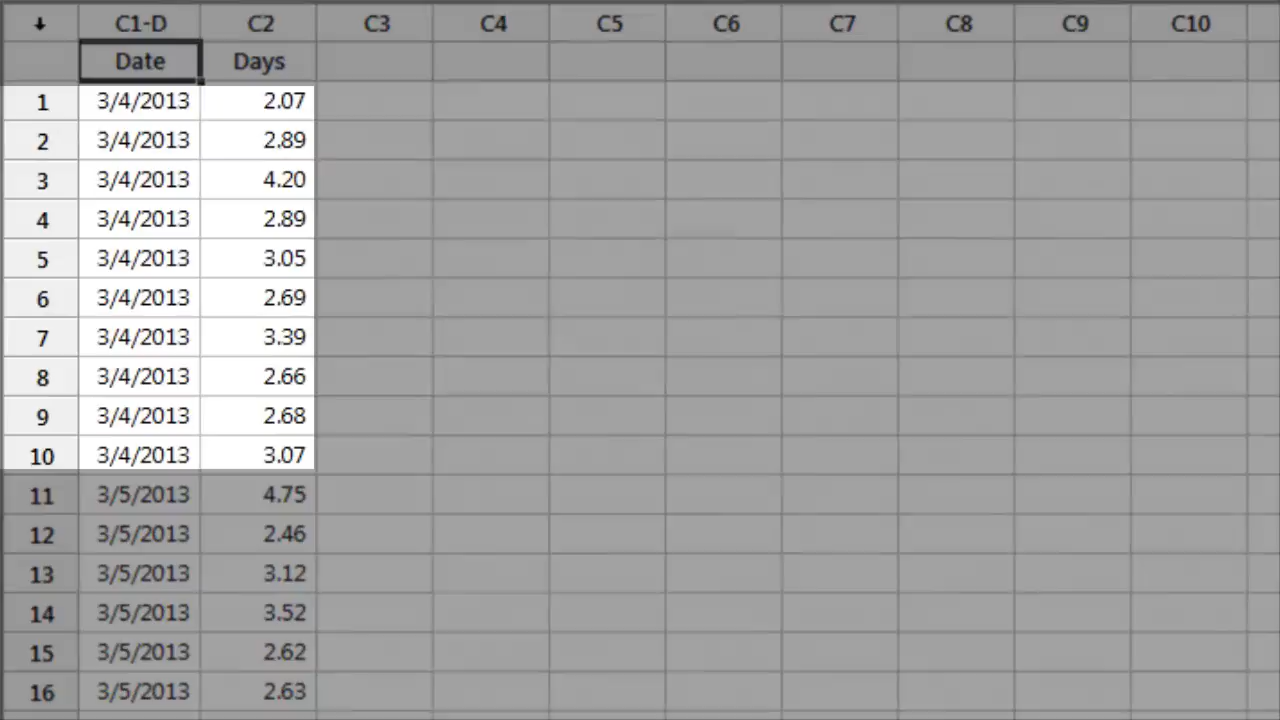 ↓ C1-D C2 C3 C4 C5 C6 C7 C8 C9 C10
Date Days
1 3/4/2013 2.07
2 3/4/2013 2.89
3 3/4/2013 4.20
4 3/4/2013 2.89
5 3/4/2013 3.05
6 3/4/2013 2.69
7 3/4/2013 3.39
8 3/4/2013 2.66
9 3/4/2013 2.68
10 3/4/2013 3.07
11 3/5/2013 4.75
12 3/5/2013 2.46
13 3/5/2013 3.12
14 3/5/2013 3.52
15 3/5/2013 2.62
16 3/5/2013 2.63